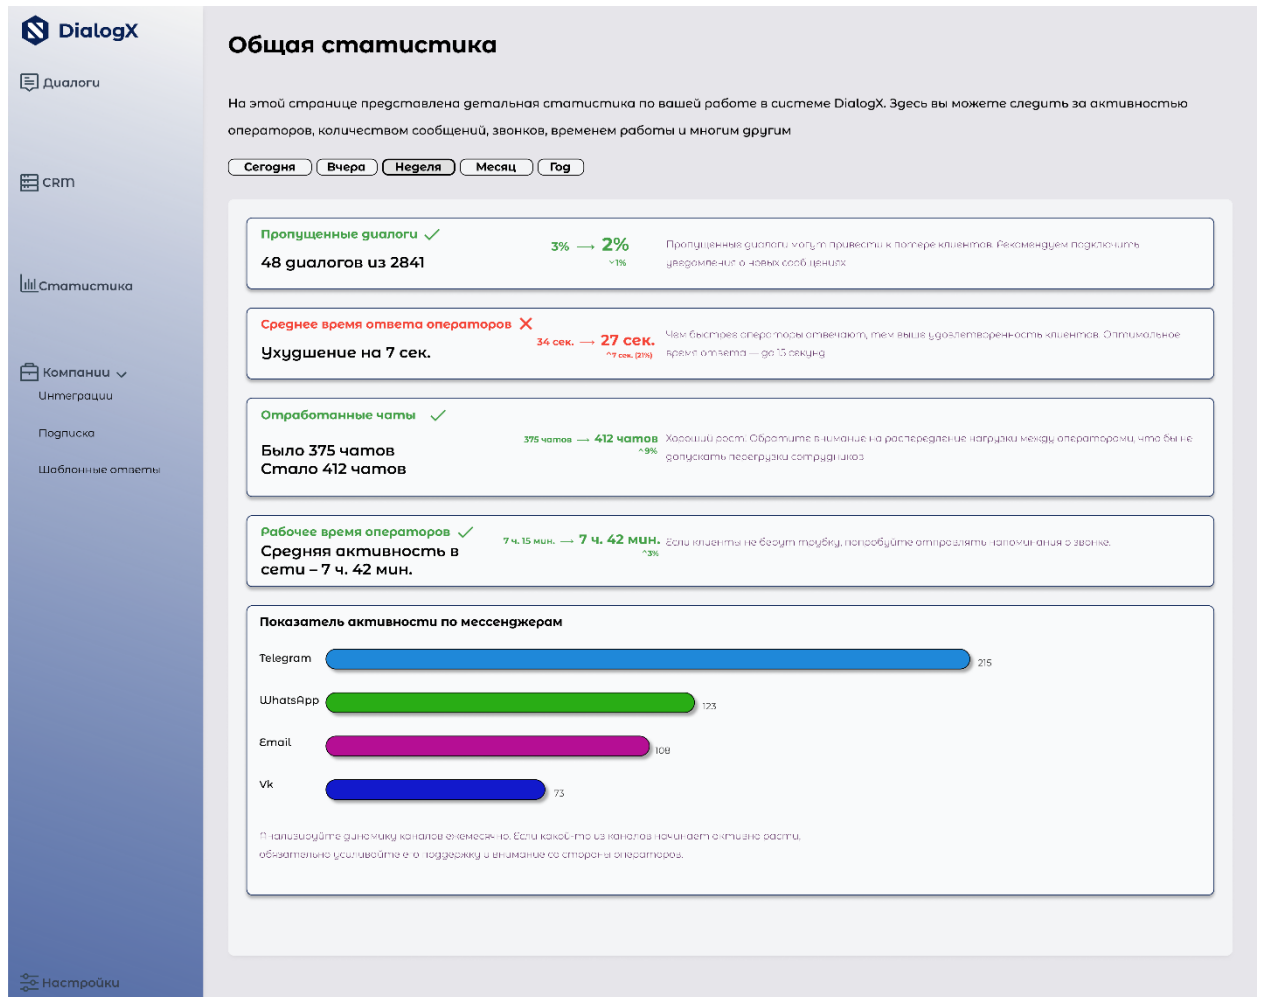 DialogX
Диалоги
CRM
Статистика
Компании
Интеграции
Подписка
Шаблонные ответы
Настройки
Общая статистика
На этой странице представлена детальная статистика по вашей работе в системе DialogX. Здесь вы можете следить за активностью
операторов, количеством сообщений, звонков, временем работы и многим другим
Сегодня Вчера Неделя Месяц Год
Пропущенные диалоги
48 диалогов из 2841
3% → 2%
˅1%
Пропущенные диалоги могут привести к потере клиентов. Рекомендуем подключить
уведомления о новых сообщениях
Среднее время ответа операторов
Ухудшение на 7 сек.
34 сек. → 27 сек.
^7 сек. (21%)
Чем быстрее операторы отвечают, тем выше удовлетворенность клиентов. Оптимальное
время ответа — до 15 секунд
Отработанные чаты
Было 375 чатов
Стало 412 чатов
375 чатов → 412 чатов
^9%
Хороший рост. Обратите внимание на распередление нагрузки между операторами, что бы не
допускать перегрузки сотрудников
Рабочее время операторов
Средняя активность в
сети – 7 ч. 42 мин.
7 ч. 15 мин. → 7 ч. 42 мин.
^3%
Если клиенты не берут трубку, попробуйте отправлять напоминания о звонке.
Показатель активности по мессенджерам
Telegram 215
WhatsApp 123
Email 108
Vk 73
Анализируйте динамику каналов ежемесячно. Если какой-то из каналов начинает активно расти,
обязательно усиливайте его поддержку и внимание со стороны операторов.